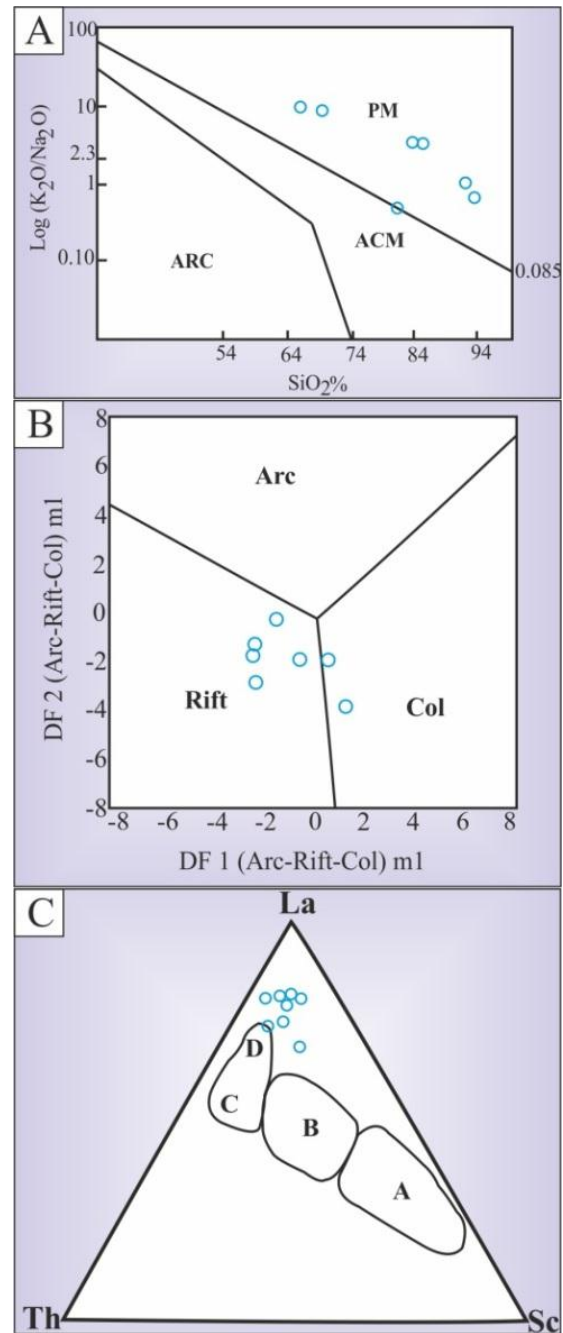 A
100
10
2.3
1
0.10
Log (K2O/Na2O)
PM
ACM
ARC
0.085
54 64 74 84 94
SiO2%
B
8
6
4
2
0
-2
-4
-6
-8
DF 2 (Arc-Rift-Col) m1
Arc
Rift
Col
-8 -6 -4 -2 0 2 4 6 8
DF 1 (Arc-Rift-Col) m1
C
La
D
C
B
A
Th
Sc